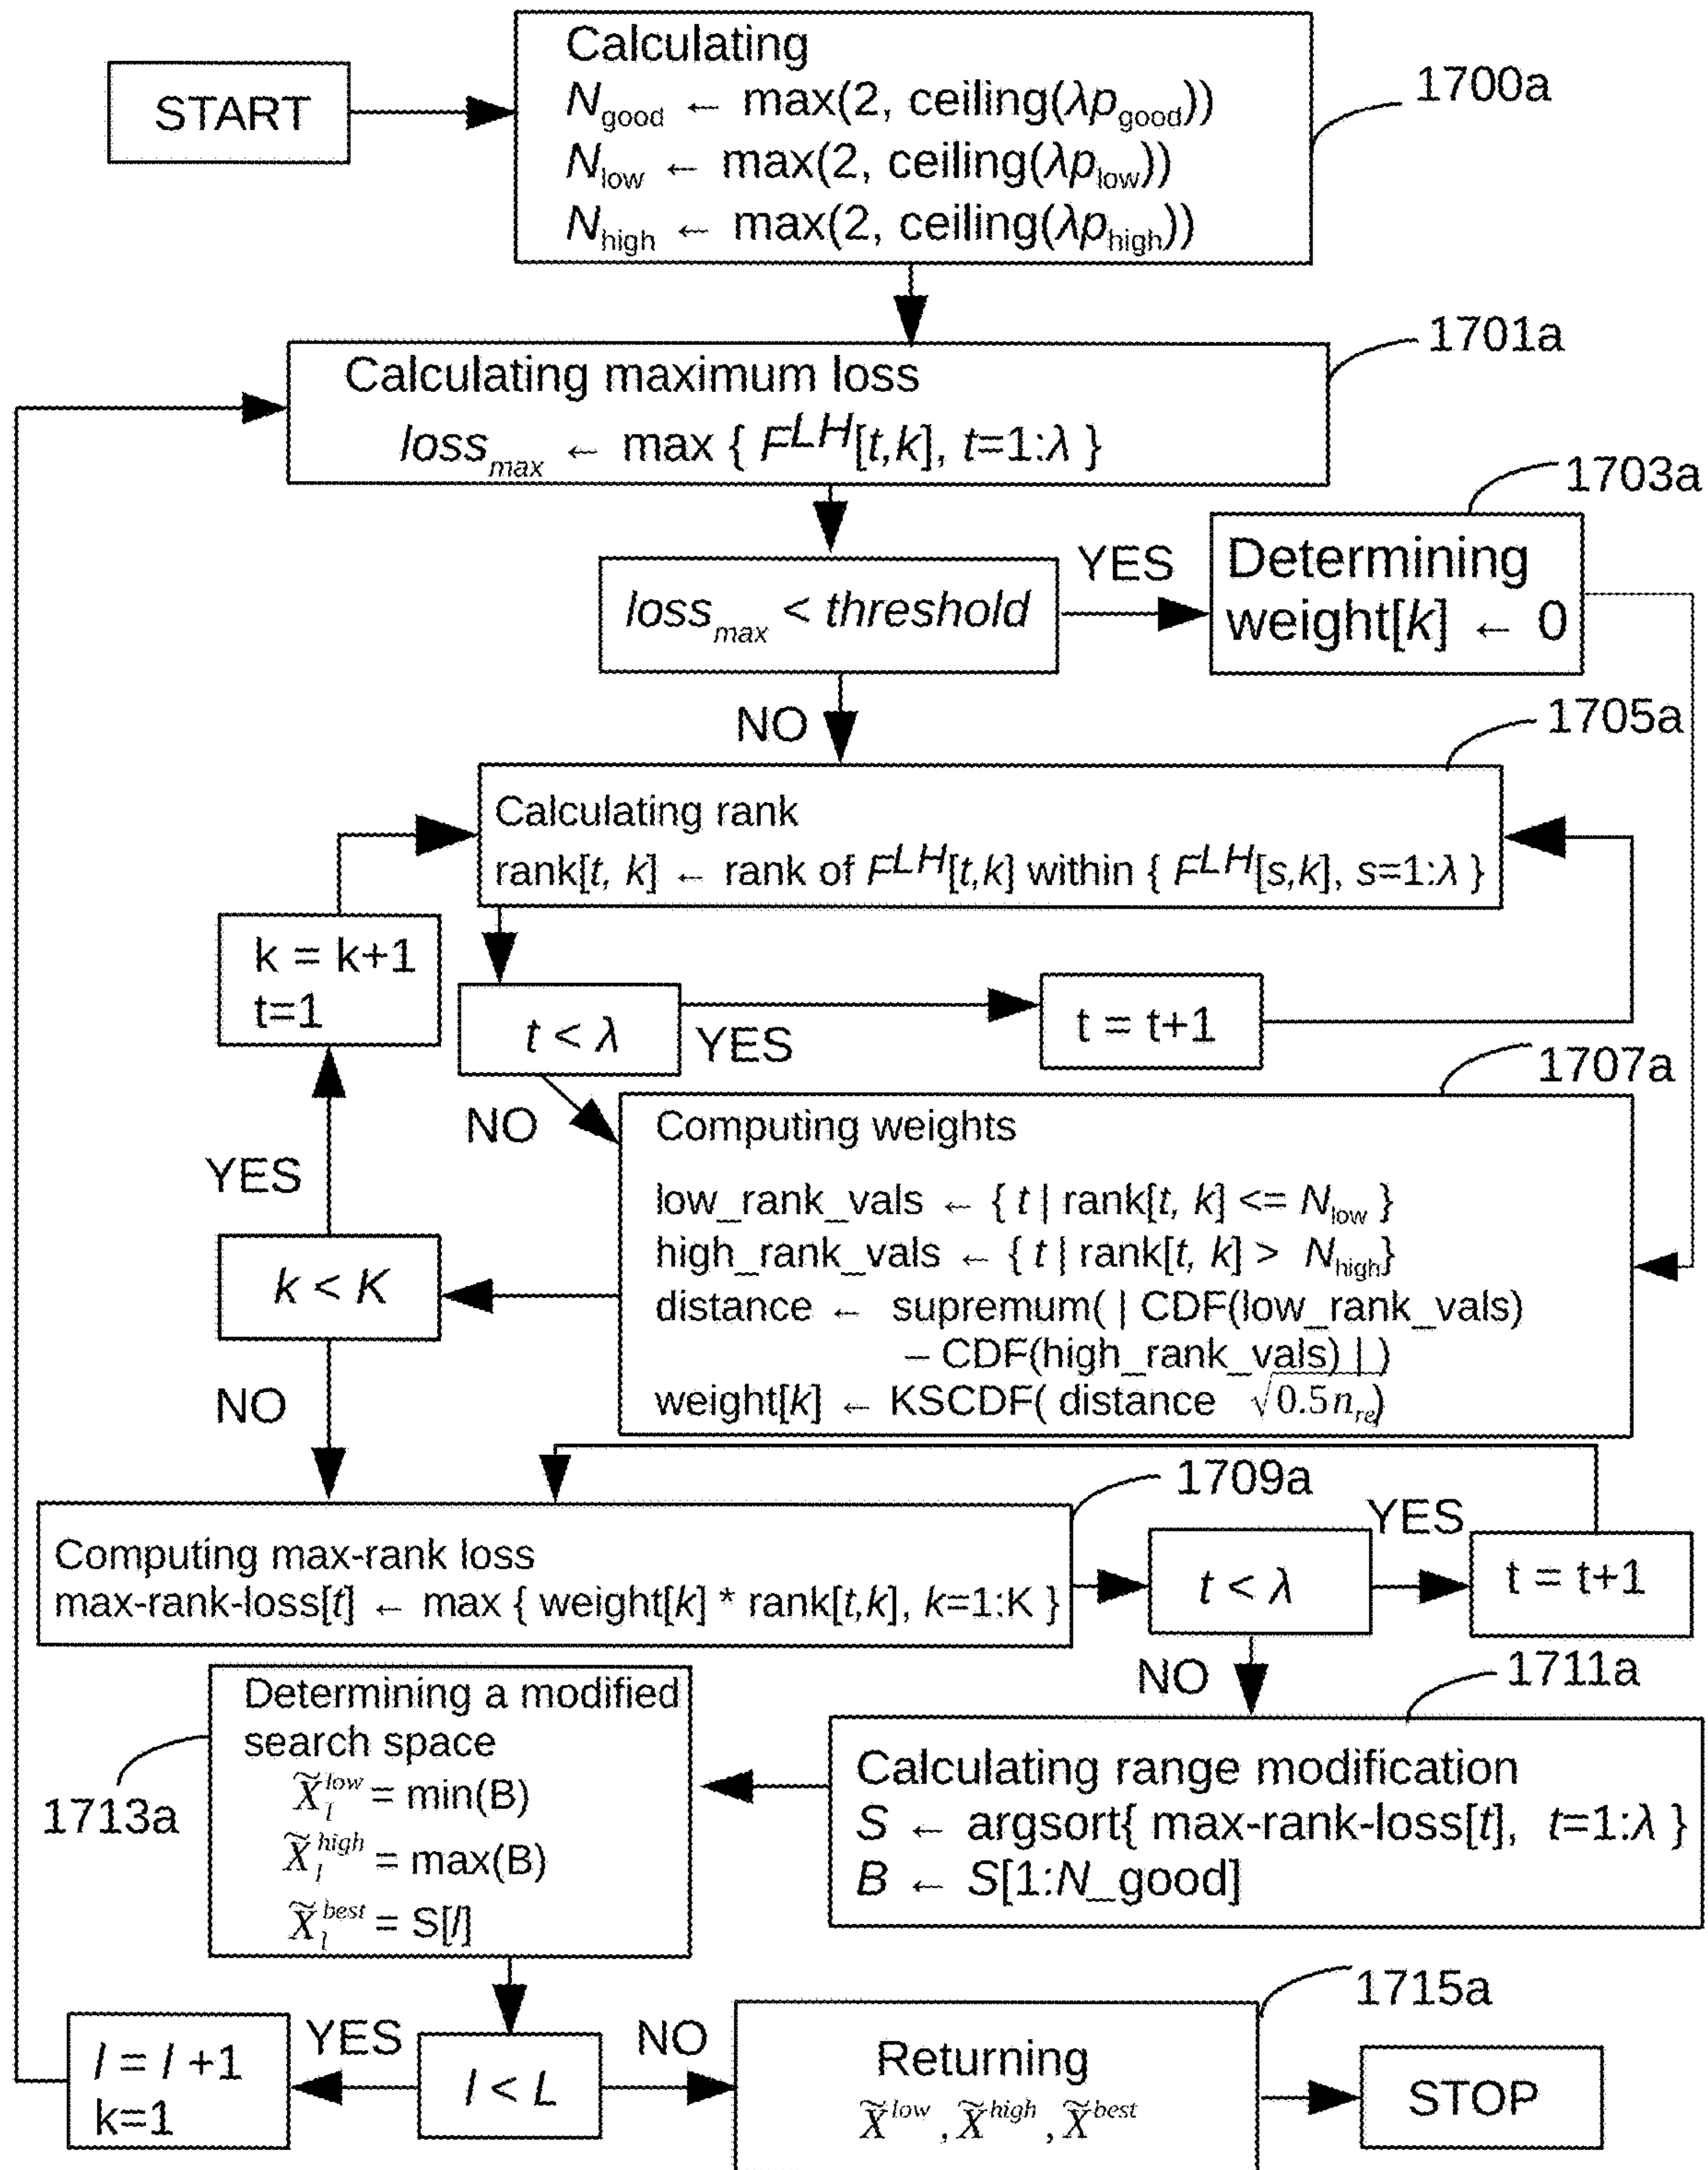 START
Calculating
N_good ← max(2, ceiling(λp_good))
N_low ← max(2, ceiling(λp_low))
N_high ← max(2, ceiling(λp_high))
1700a
1701a
Calculating maximum loss
loss_max ← max { F^LH[t,k], t=1:λ }
1703a
loss_max < threshold
YES
Determining
weight[k] ← 0
NO
1705a
Calculating rank
rank[t, k] ← rank of F^LH[t,k] within { F^LH[s,k], s=1:λ }
k = k+1
t=1
t < λ
YES
t = t+1
NO
1707a
Computing weights
low_rank_vals ← { t | rank[t, k] <= N_low }
high_rank_vals ← { t | rank[t, k] > N_high}
distance ← supremum( | CDF(low_rank_vals)
– CDF(high_rank_vals) | )
weight[k] ← KSCDF( distance √0.5n_re)
YES
k < K
NO
1709a
Computing max-rank loss
max-rank-loss[t] ← max { weight[k] * rank[t,k], k=1:K }
t < λ
YES
t = t+1
NO
1711a
Calculating range modification
S ← argsort{ max-rank-loss[t], t=1:λ }
B ← S[1:N_good]
1713a
Determining a modified
search space
X̃_l^low = min(B)
X̃_l^high = max(B)
X̃_l^best = S[l]
l = l +1
k=1
YES
l < L
NO
1715a
Returning
X̃^low, X̃^high, X̃^best
STOP